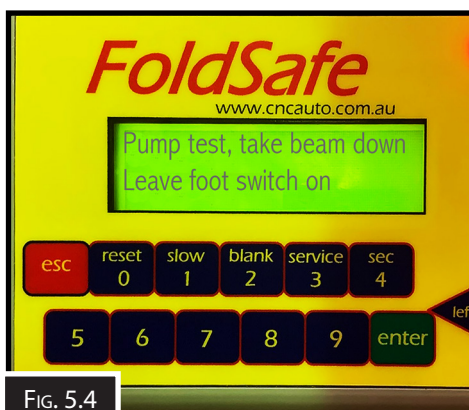 FoldSafe
www.cncauto.com.au
Pump test, take beam down
Leave foot switch on
esc reset 0 slow 1 blank 2 service 3 sec 4
5 6 7 8 9 enter
FIG. 5.4